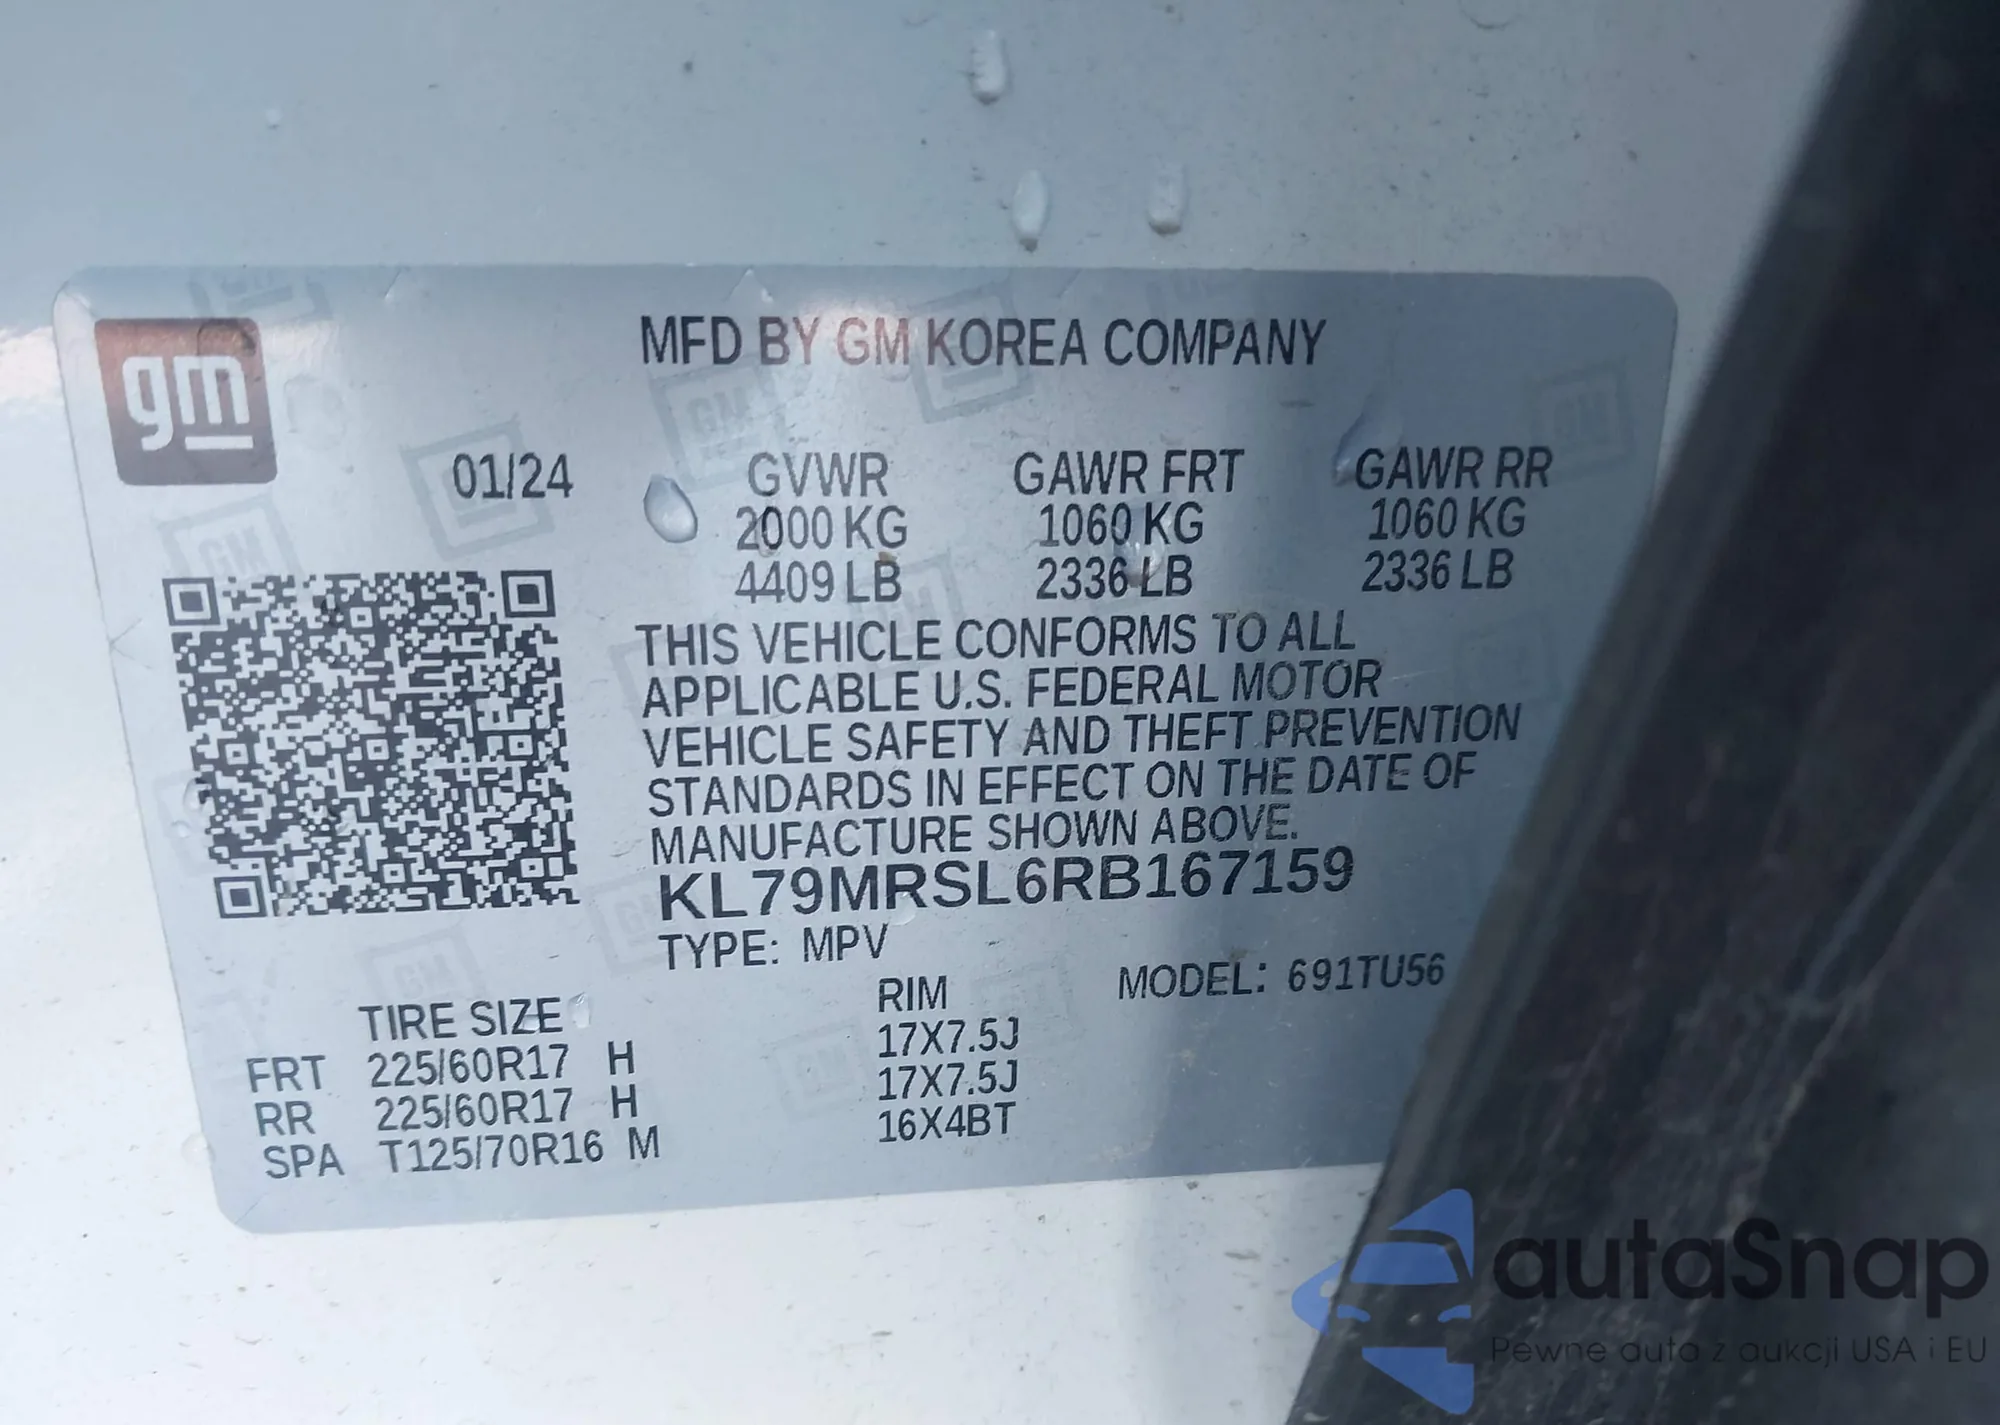 gm
MFD BY GM KOREA COMPANY
01/24
GVWR GAWR FRT GAWR RR
2000 KG 1060 KG 1060 KG
4409 LB 2336 LB 2336 LB
THIS VEHICLE CONFORMS TO ALL
APPLICABLE U.S. FEDERAL MOTOR
VEHICLE SAFETY AND THEFT PREVENTION
STANDARDS IN EFFECT ON THE DATE OF
MANUFACTURE SHOWN ABOVE.
KL79MRSL6RB167159
TYPE: MPV
MODEL: 691TU56
TIRE SIZE RIM
FRT 225/60R17 H 17X7.5J
RR 225/60R17 H 17X7.5J
SPA T125/70R16 M 16X4BT
autaSnap
Pewne auta z aukcji USA i EU